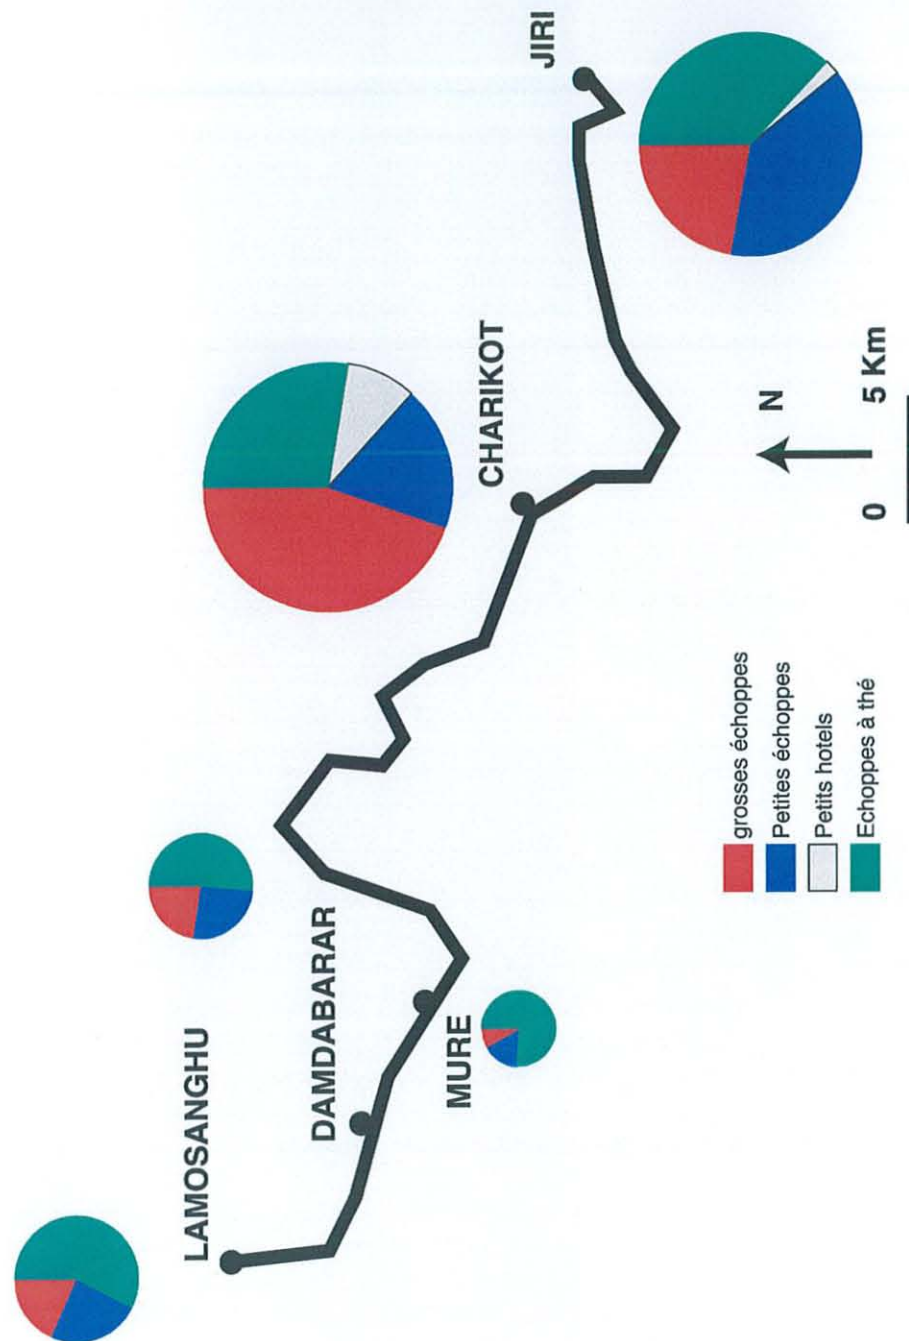 LAMOSANGHU
DAMDABARAR
MURE
CHARIKOT
JIRI
grosses échoppes
Petites échoppes
Petits hotels
Echoppes à thé
N
0 5 Km